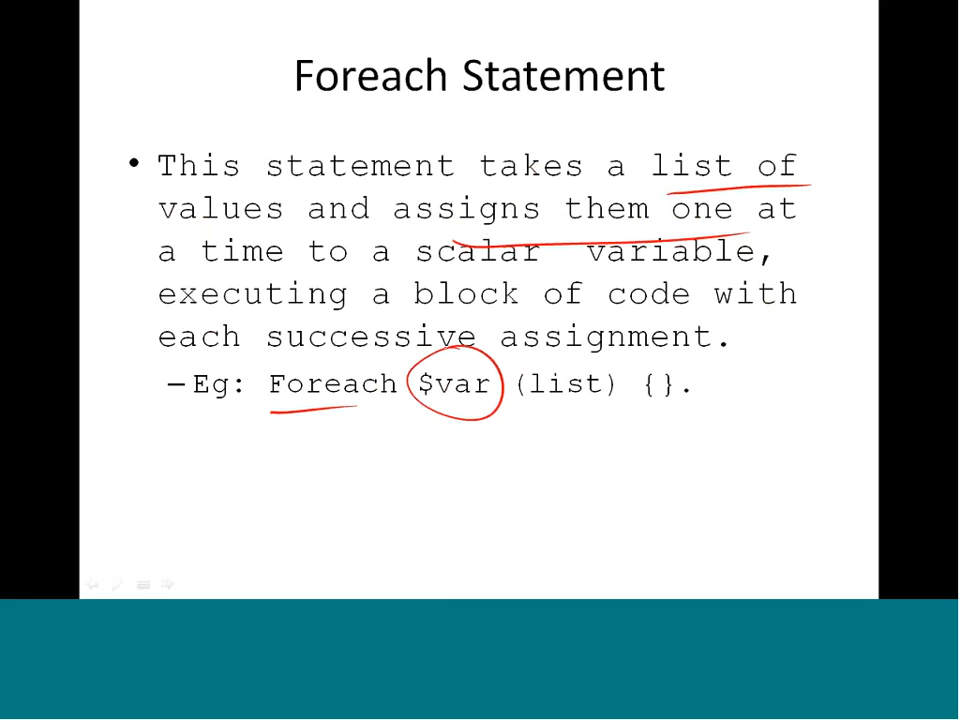 Foreach Statement
• This statement takes a list of
values and assigns them one at
a time to a scalar variable,
executing a block of code with
each successive assignment.
– Eg: Foreach $var (list) {}.